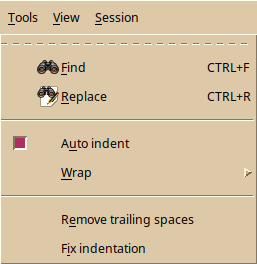 Tools View Session
Find CTRL+F
Replace CTRL+R
Auto indent
Wrap
Remove trailing spaces
Fix indentation